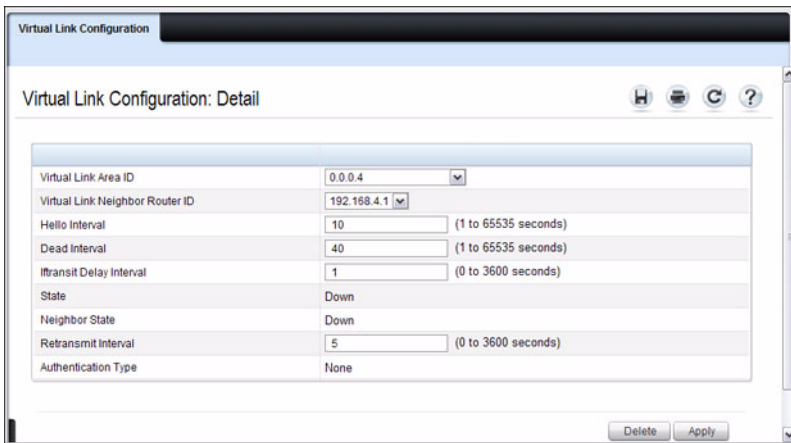 Virtual Link Configuration
Virtual Link Configuration: Detail
Virtual Link Area ID 0.0.0.4
Virtual Link Neighbor Router ID 192.168.4.1
Hello Interval 10 (1 to 65535 seconds)
Dead Interval 40 (1 to 65535 seconds)
Iftransit Delay Interval 1 (0 to 3600 seconds)
State Down
Neighbor State Down
Retransmit Interval 5 (0 to 3600 seconds)
Authentication Type None
Delete Apply